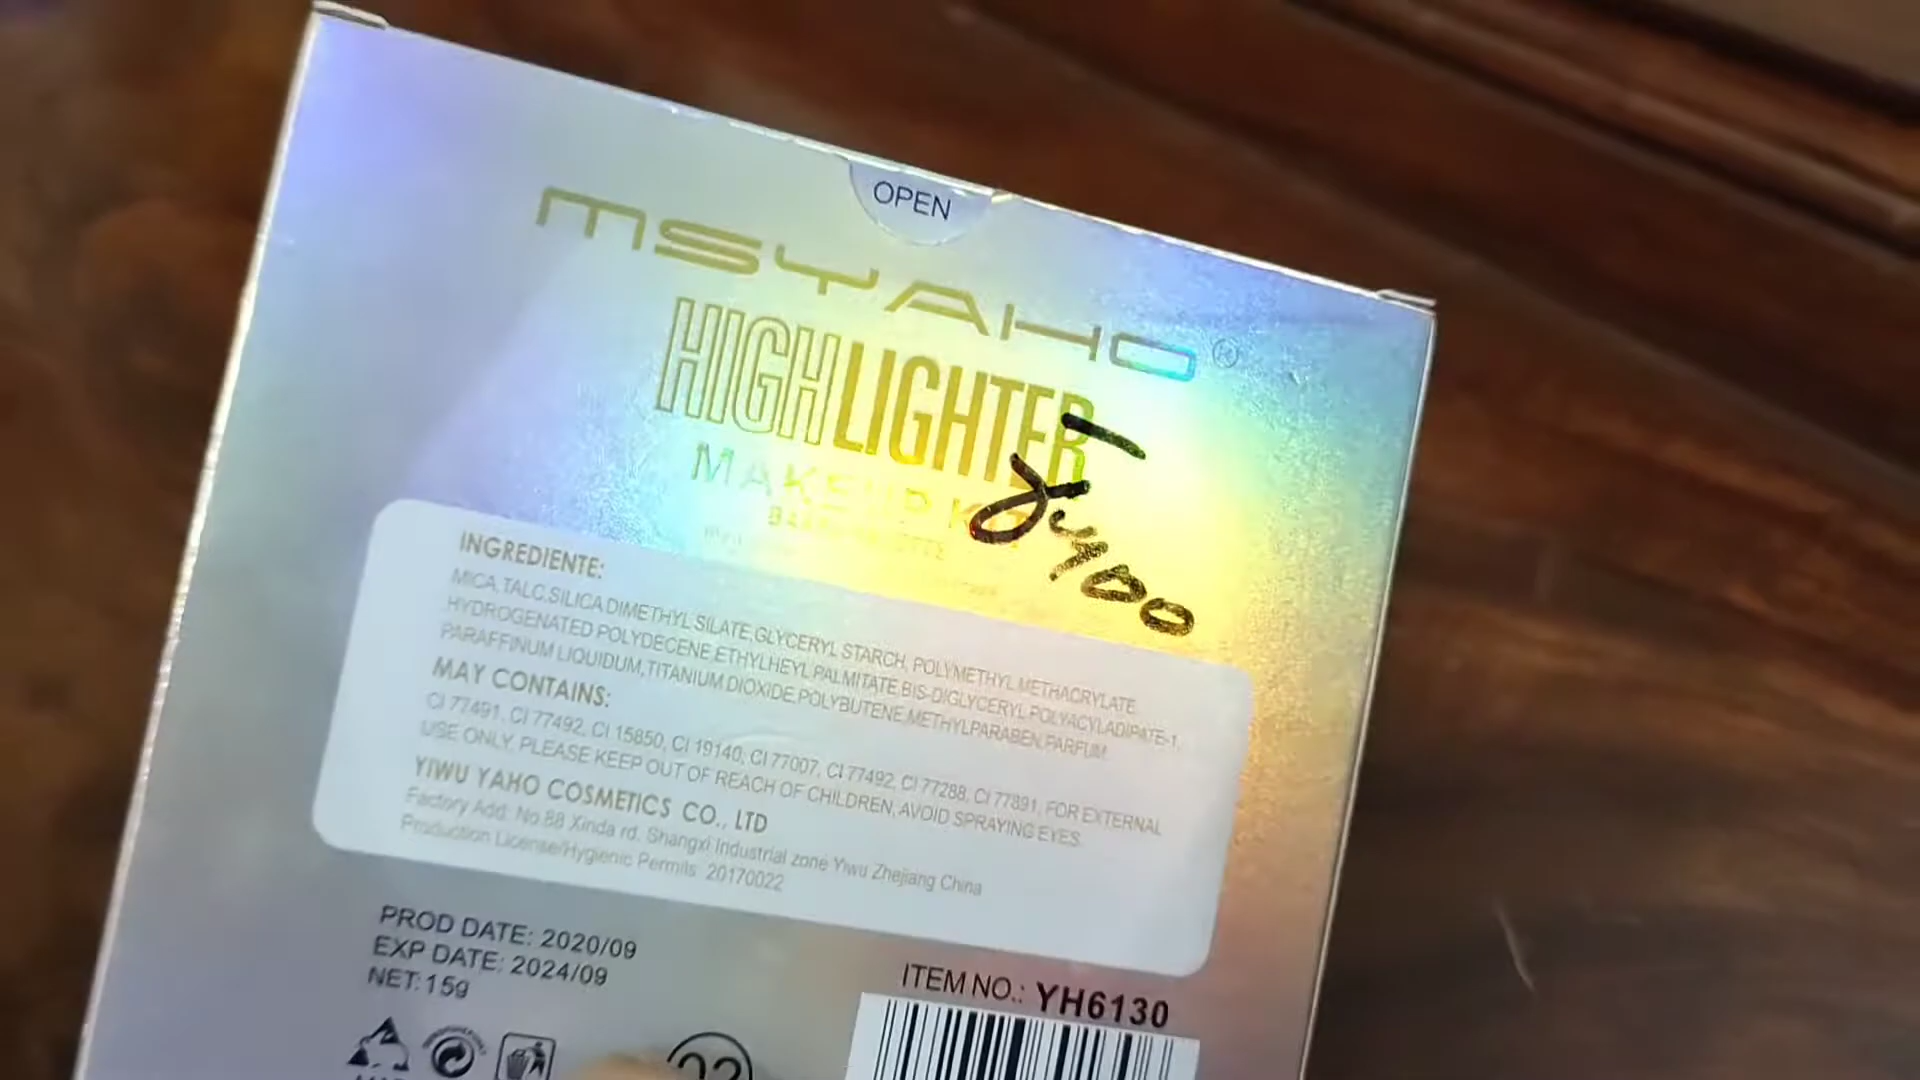 OPEN
MSYAHO®
HIGHLIGHTER
MAKEUP KIT
INGREDIENTE:
MICA,TALC,SILICA DIMETHYL SILATE,GLYCERYL STARCH, POLYMETHYL METHACRYLATE,
HYDROGENATED POLYDECENE,ETHYLHEYL PALMITATE,BIS-DIGLYCERYL POLYACYLADIPATE-1,
PARAFFINUM LIQUIDUM,TITANIUM DIOXIDE,POLYBUTENE,METHYLPARABEN,PARFUM.
MAY CONTAINS:
CI 77491, CI 77492, CI 15850, CI 19140, CI 77007, CI 77492, CI 77288, CI 77891, FOR EXTERNAL
USE ONLY. PLEASE KEEP OUT OF REACH OF CHILDREN, AVOID SPRAYING EYES.
YIWU YAHO COSMETICS CO., LTD
Factory Add: No.88 Xinda rd. Shangxi Industrial zone Yiwu Zhejiang China
Production License/Hygienic Permits: 20170022
PROD DATE: 2020/09
EXP DATE: 2024/09
NET: 15g
ITEM NO.: YH6130